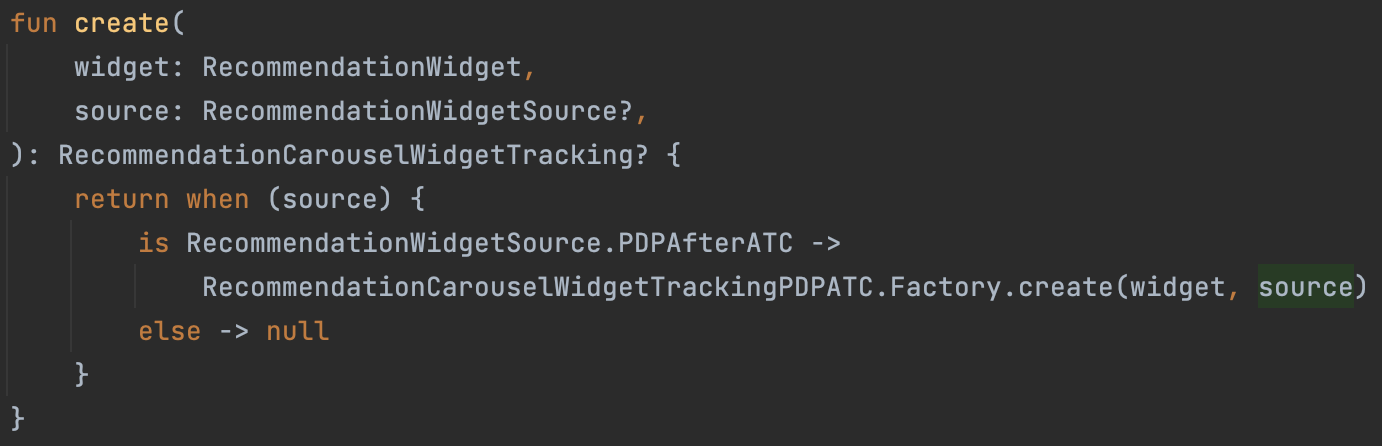 fun create(
    widget: RecommendationWidget,
    source: RecommendationWidgetSource?,
): RecommendationCarouselWidgetTracking? {
    return when (source) {
        is RecommendationWidgetSource.PDPAfterATC ->
            RecommendationCarouselWidgetTrackingPDPATC.Factory.create(widget, source)
        else -> null
    }
}